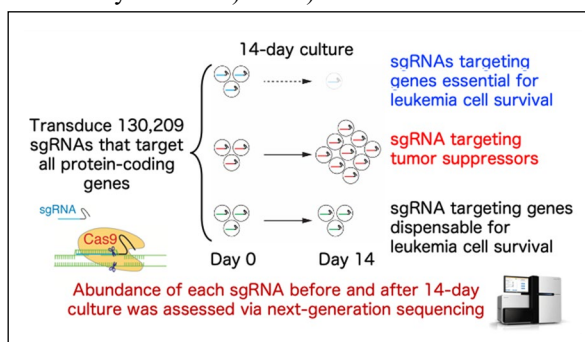 14-day culture
Transduce 130,209
sgRNAs that target
all protein-coding
genes
sgRNA
Cas9
sgRNAs targeting
genes essential for
leukemia cell survival
sgRNA targeting
tumor suppressors
sgRNA targeting genes
dispensable for
leukemia cell survival
Day 0
Day 14
Abundance of each sgRNA before and after 14-day
culture was assessed via next-generation sequencing